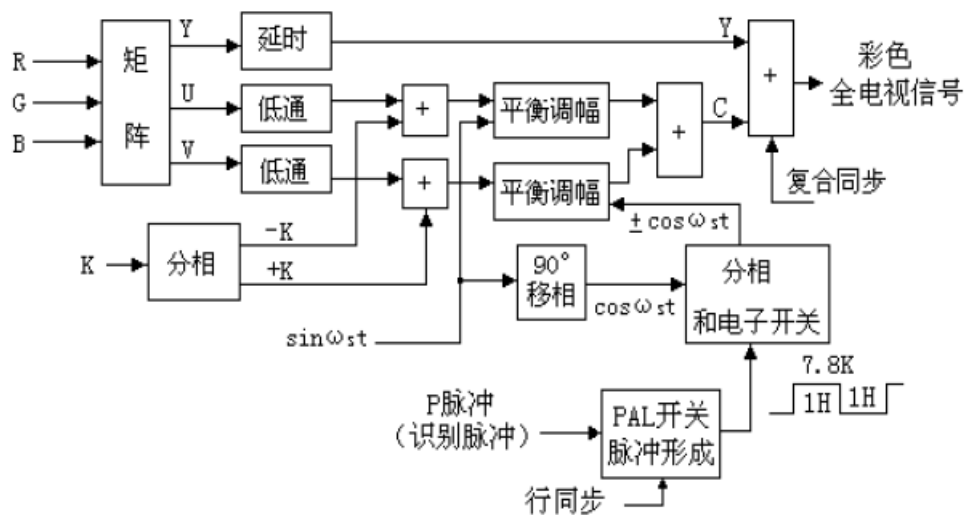 R
G
B
矩
阵
Y
U
V
延时
低通
低通
+
+
平衡调幅
平衡调幅
+
Y
C
+
彩色
全电视信号
复合同步
K
分相
-K
+K
sinωst
90°
移相
cosωst
±cosωst
分相
和电子开关
7.8K
1H
1H
P脉冲
(识别脉冲)
PAL开关
脉冲形成
行同步